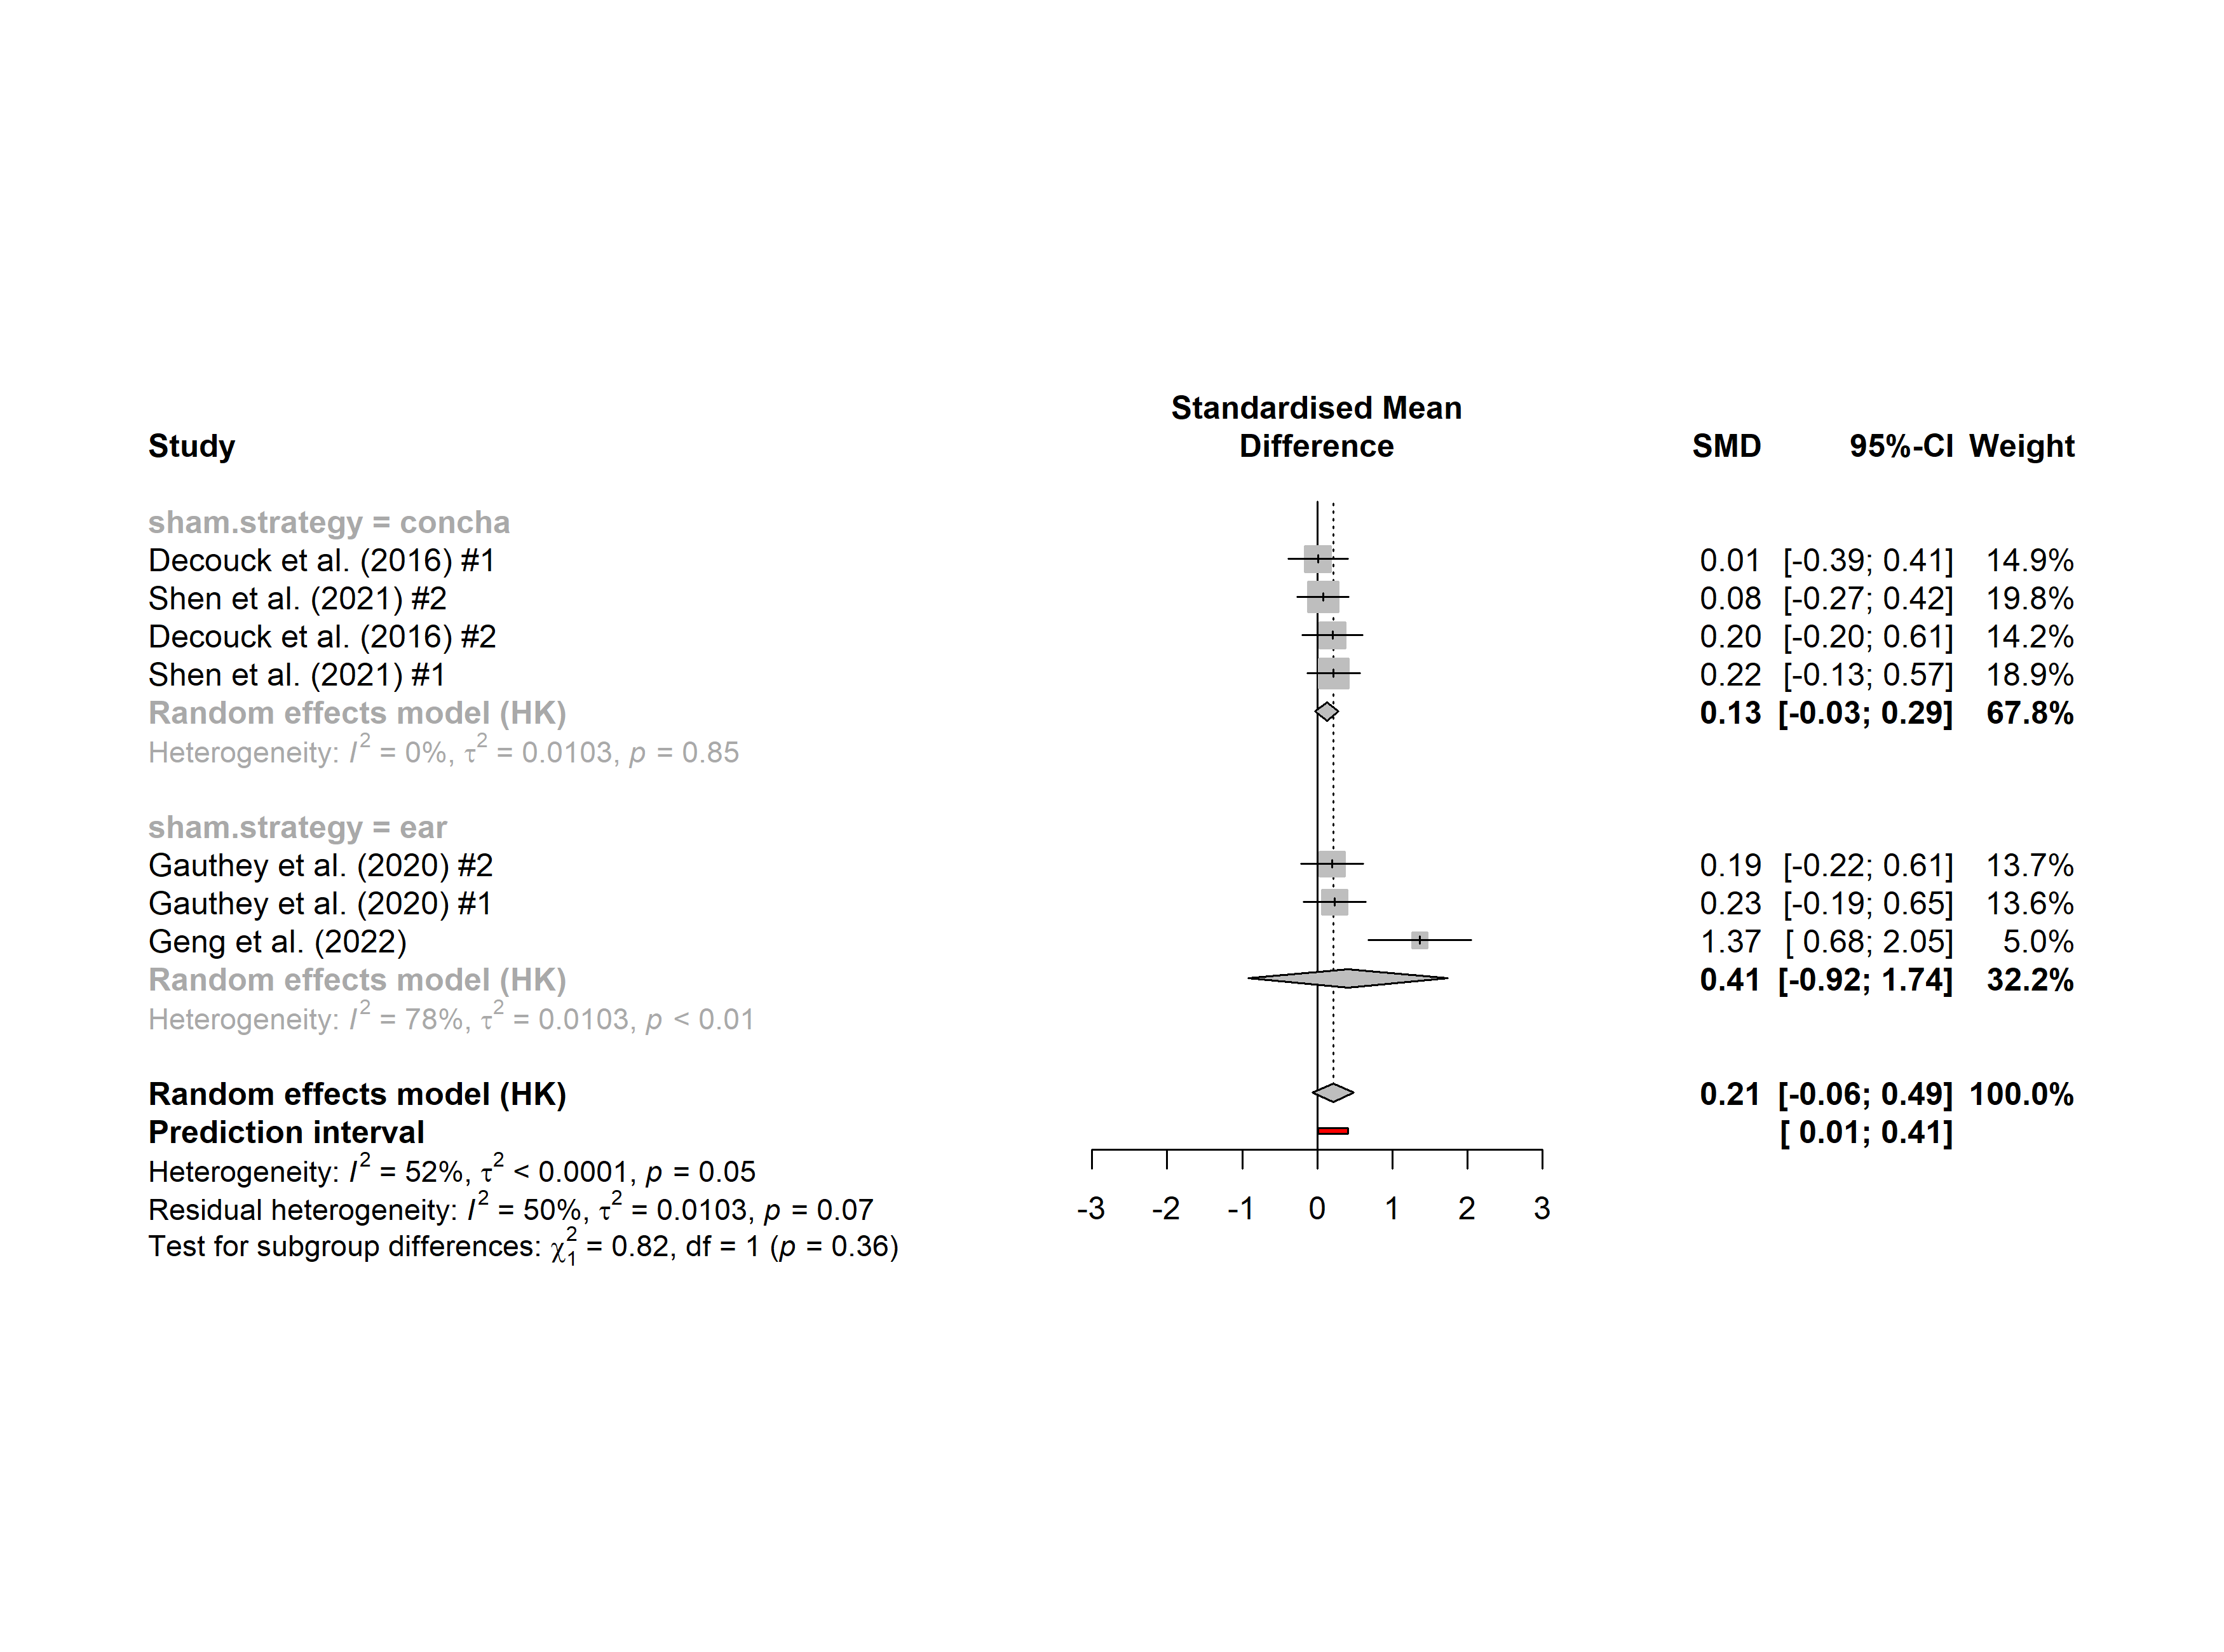 Standardised Mean
Study Difference SMD 95%-CI Weight
sham.strategy = concha
Decouck et al. (2016) #1 0.01 [-0.39; 0.41] 14.9%
Shen et al. (2021) #2 0.08 [-0.27; 0.42] 19.8%
Decouck et al. (2016) #2 0.20 [-0.20; 0.61] 14.2%
Shen et al. (2021) #1 0.22 [-0.13; 0.57] 18.9%
Random effects model (HK) 0.13 [-0.03; 0.29] 67.8%
Heterogeneity: I² = 0%, τ² = 0.0103, p = 0.85
sham.strategy = ear
Gauthey et al. (2020) #2 0.19 [-0.22; 0.61] 13.7%
Gauthey et al. (2020) #1 0.23 [-0.19; 0.65] 13.6%
Geng et al. (2022) 1.37 [ 0.68; 2.05] 5.0%
Random effects model (HK) 0.41 [-0.92; 1.74] 32.2%
Heterogeneity: I² = 78%, τ² = 0.0103, p < 0.01
Random effects model (HK) 0.21 [-0.06; 0.49] 100.0%
Prediction interval [ 0.01; 0.41]
Heterogeneity: I² = 52%, τ² < 0.0001, p = 0.05
Residual heterogeneity: I² = 50%, τ² = 0.0103, p = 0.07
-3 -2 -1 0 1 2 3
Test for subgroup differences: χ²₁ = 0.82, df = 1 (p = 0.36)